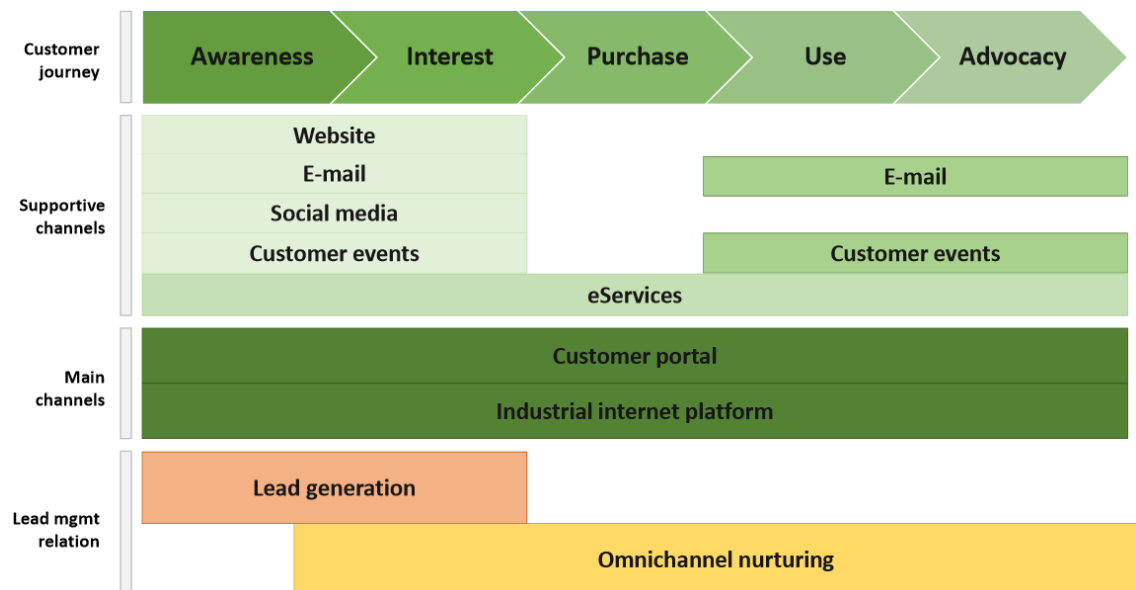 Customer
journey
Awareness
Interest
Purchase
Use
Advocacy
Supportive
channels
Website
E-mail
Social media
Customer events
E-mail
Customer events
eServices
Main
channels
Customer portal
Industrial internet platform
Lead mgmt
relation
Lead generation
Omnichannel nurturing